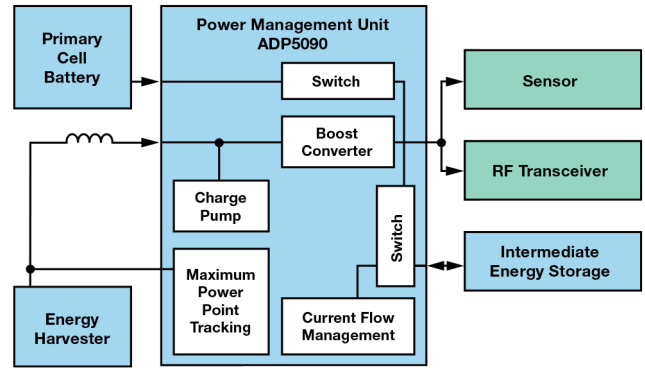 Primary
Cell
Battery
Power Management Unit
ADP5090
Switch
Sensor
Boost
Converter
RF Transceiver
Charge
Pump
Switch
Intermediate
Energy Storage
Maximum
Power
Point
Tracking
Energy
Harvester
Current Flow
Management